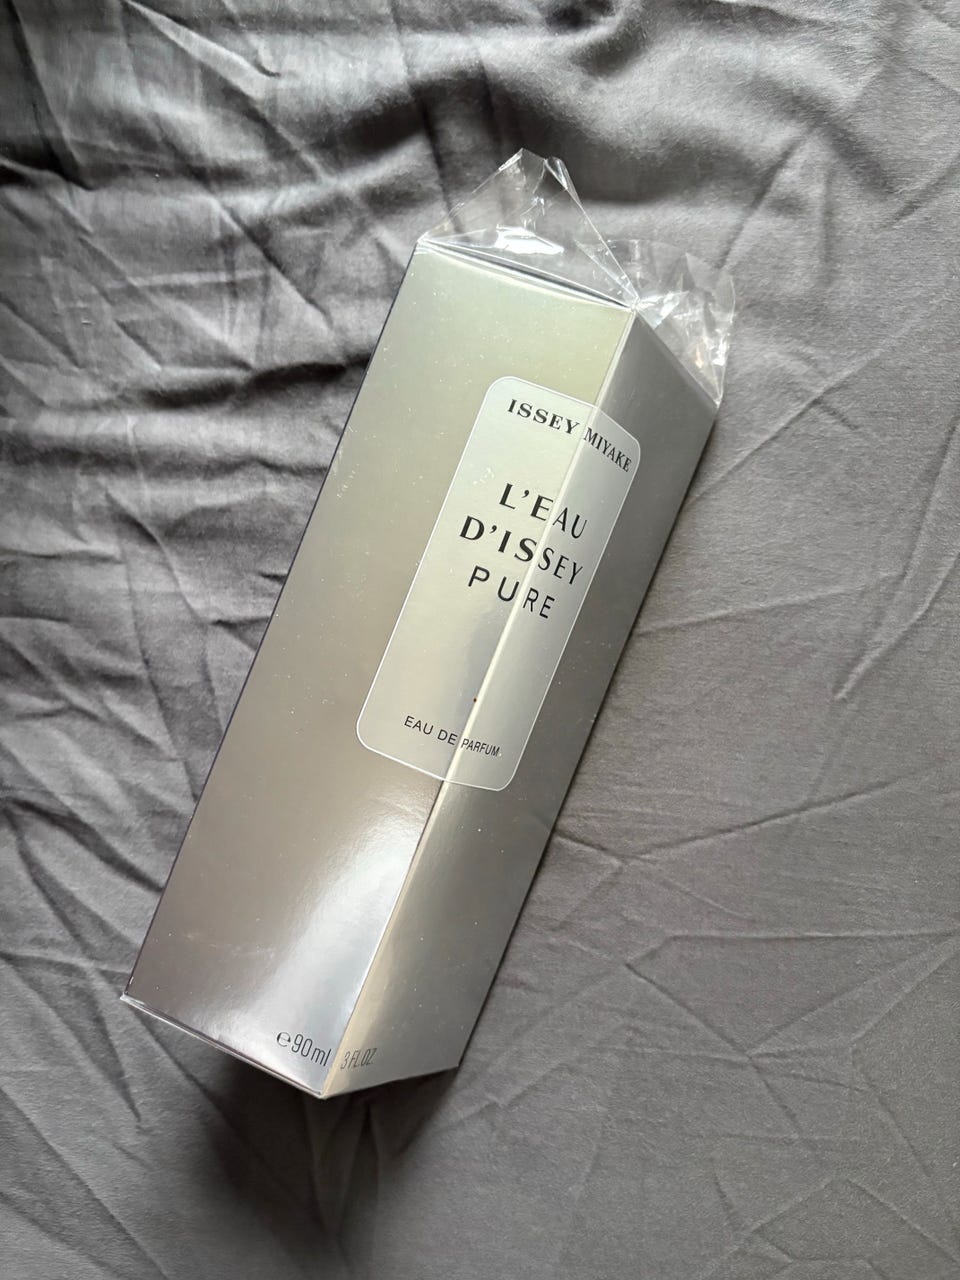 ISSEY MIYAKE
L'EAU
D'ISSEY
PURE
EAU DE PARFUM
℮90ml 3 FL.OZ.